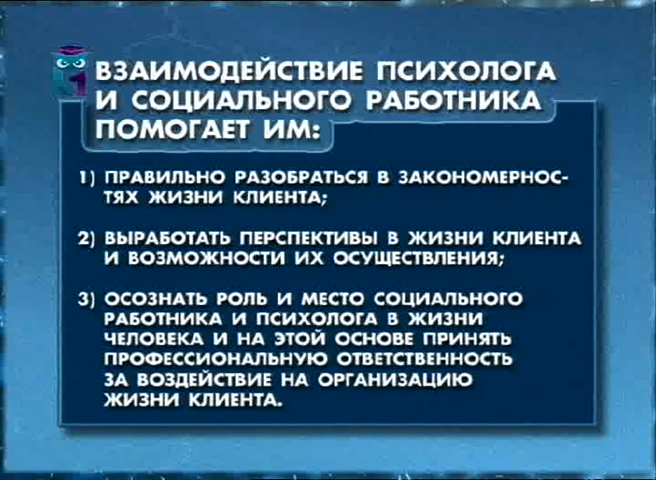 ВЗАИМОДЕЙСТВИЕ ПСИХОЛОГА
И СОЦИАЛЬНОГО РАБОТНИКА
ПОМОГАЕТ ИМ:
1) ПРАВИЛЬНО РАЗОБРАТЬСЯ В ЗАКОНОМЕРНОС-
ТЯХ ЖИЗНИ КЛИЕНТА;
2) ВЫРАБОТАТЬ ПЕРСПЕКТИВЫ В ЖИЗНИ КЛИЕНТА
И ВОЗМОЖНОСТИ ИХ ОСУЩЕСТВЛЕНИЯ;
3) ОСОЗНАТЬ РОЛЬ И МЕСТО СОЦИАЛЬНОГО
РАБОТНИКА И ПСИХОЛОГА В ЖИЗНИ
ЧЕЛОВЕКА И НА ЭТОЙ ОСНОВЕ ПРИНЯТЬ
ПРОФЕССИОНАЛЬНУЮ ОТВЕТСТВЕННОСТЬ
ЗА ВОЗДЕЙСТВИЕ НА ОРГАНИЗАЦИЮ
ЖИЗНИ КЛИЕНТА.